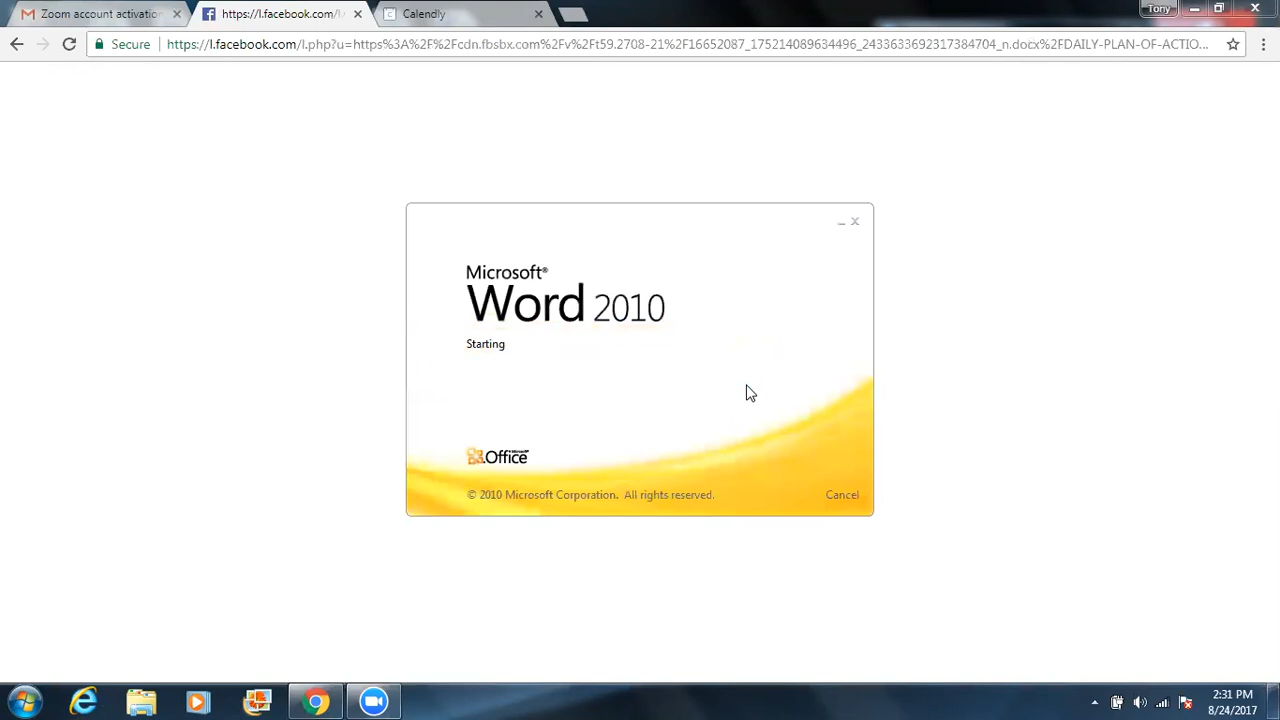 Zoom account activation
https://l.facebook.com/l
Calendly
Tony
Secure
https://l.facebook.com/l.php?u=https%3A%2F%2Fcdn.fbsbx.com%2Fv%2Ft59.2708-21%2F16652087_175214089634496_2433633692317384704_n.docx%2FDAILY-PLAN-OF-ACTIO...
Microsoft®
Word 2010
Starting
Microsoft®
Office
© 2010 Microsoft Corporation. All rights reserved.
Cancel
2:31 PM
8/24/2017